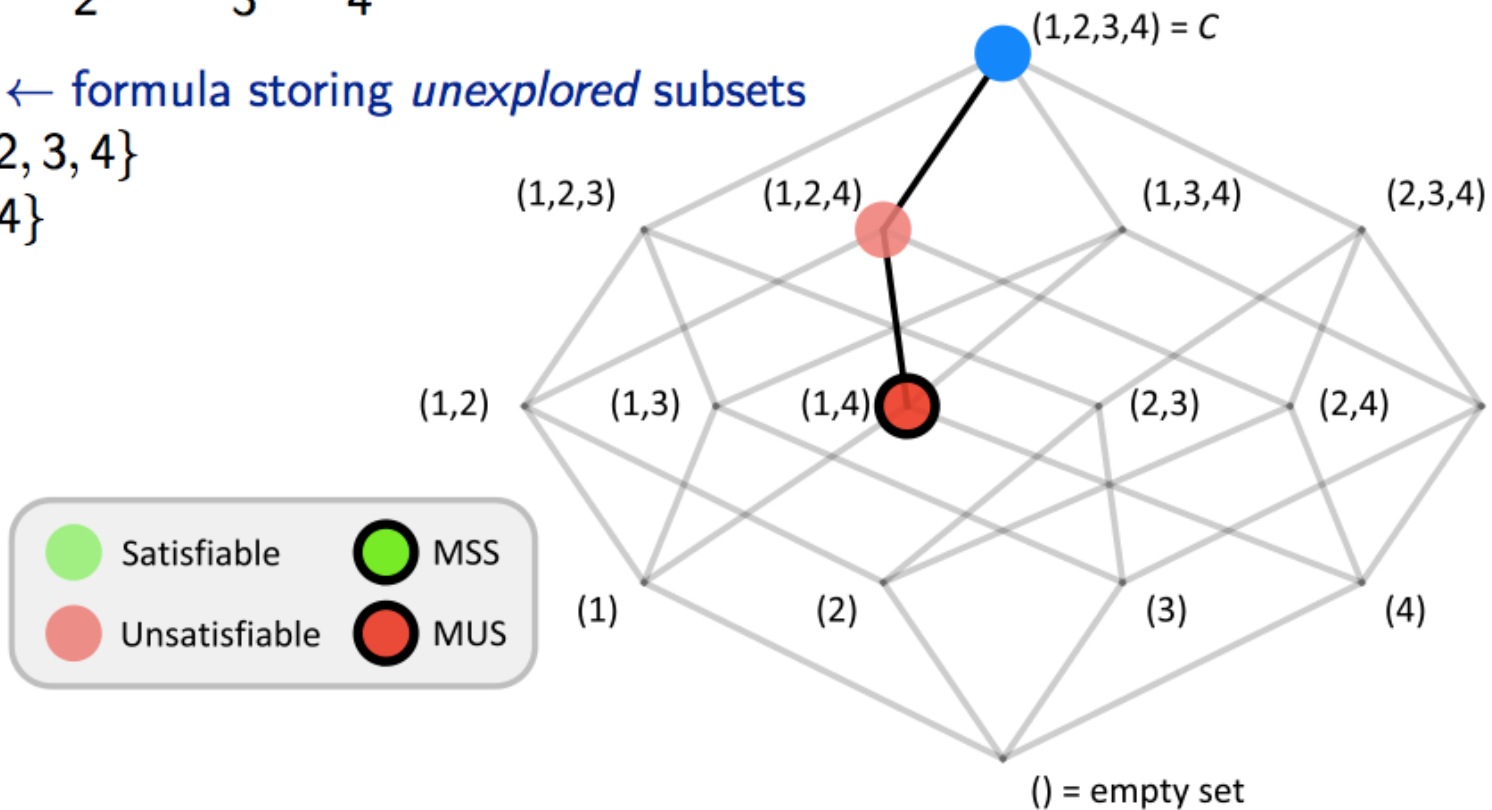 2 3 4
(1,2,3,4) = C
← formula storing unexplored subsets
2, 3, 4}
4}
(1,2,3) (1,2,4) (1,3,4) (2,3,4)
(1,2) (1,3) (1,4) (2,3) (2,4)
Satisfiable MSS
Unsatisfiable MUS
(1) (2) (3) (4)
() = empty set